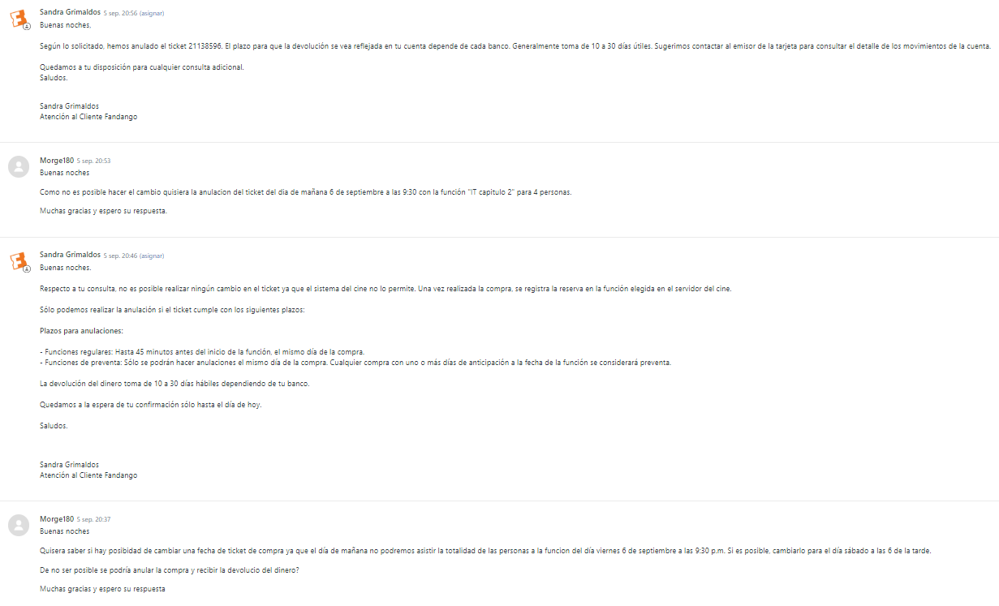 Sandra Grimaldos 5 sep. 20:56 (asignar)
Buenas noches,
Según lo solicitado, hemos anulado el ticket 21138596. El plazo para que la devolución se vea reflejada en tu cuenta depende de cada banco. Generalmente toma de 10 a 30 días útiles. Sugerimos contactar al emisor de la tarjeta para consultar el detalle de los movimientos de la cuenta.
Quedamos a tu disposición para cualquier consulta adicional.
Saludos.
Sandra Grimaldos
Atención al Cliente Fandango
Morge180 5 sep. 20:53
Buenas noches
Como no es posible hacer el cambio quisiera la anulacion del ticket del dia de mañana 6 de septiembre a las 9:30 con la función "IT capitulo 2" para 4 personas.
Muchas gracias y espero su respuesta.
Sandra Grimaldos 5 sep. 20:46 (asignar)
Buenas noches.
Respecto a tu consulta, no es posible realizar ningún cambio en el ticket ya que el sistema del cine no lo permite. Una vez realizada la compra, se registra la reserva en la función elegida en el servidor del cine.
Sólo podemos realizar la anulación si el ticket cumple con los siguientes plazos:
Plazos para anulaciones:
- Funciones regulares: Hasta 45 minutos antes del inicio de la función, el mismo día de la compra.
- Funciones de preventa: Sólo se podrán hacer anulaciones el mismo día de la compra. Cualquier compra con uno o más días de anticipación a la fecha de la función se considerará preventa.
La devolución del dinero toma de 10 a 30 días hábiles dependiendo de tu banco.
Quedamos a la espera de tu confirmación sólo hasta el día de hoy.
Saludos.
Sandra Grimaldos
Atención al Cliente Fandango
Morge180 5 sep. 20:37
Buenas noches
Quisera saber si hay posibidad de cambiar una fecha de ticket de compra ya que el día de mañana no podremos asistir la totalidad de las personas a la funcion del día viernes 6 de septiembre a las 9:30 p.m. Si es posible, cambiarlo para el día sábado a las 6 de la tarde.
De no ser posible se podría anular la compra y recibir la devolucio del dinero?
Muchas gracias y espero su respuesta